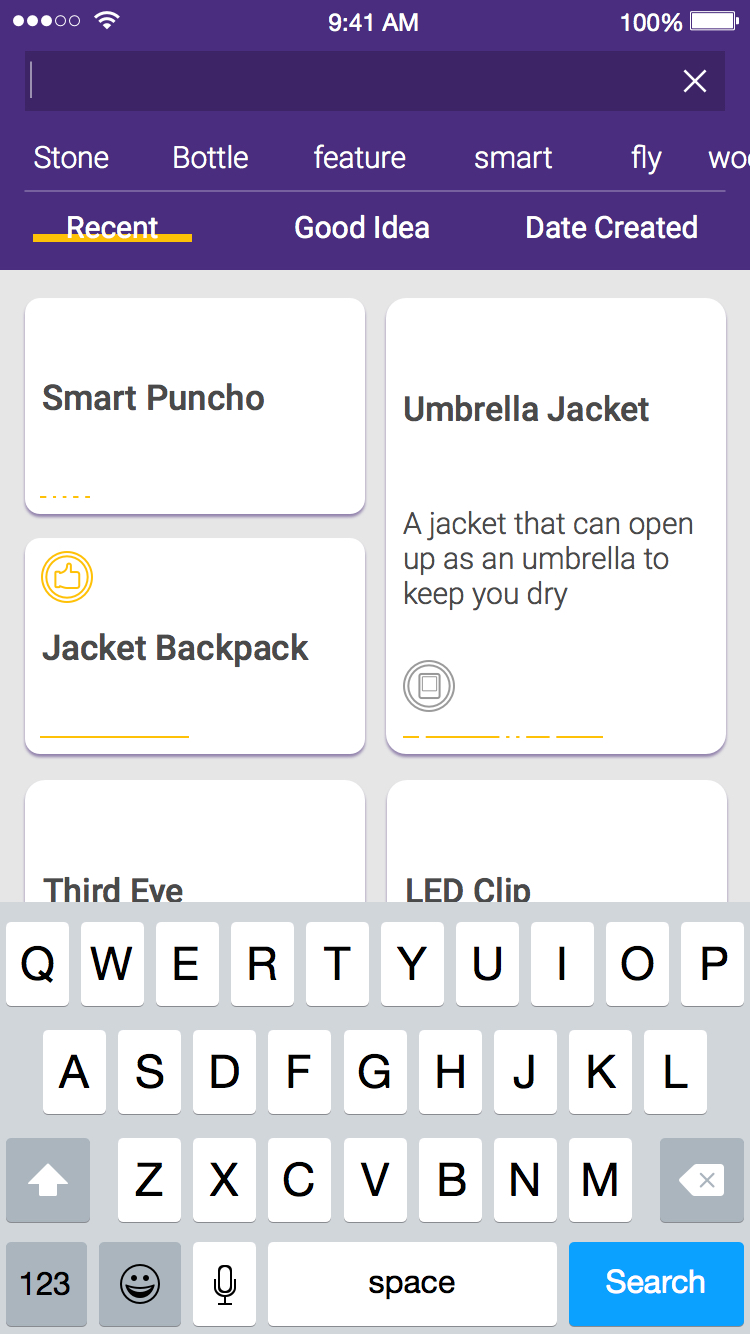 9:41 AM 100%
Stone Bottle feature smart fly woo
Recent Good Idea Date Created
Smart Puncho
Umbrella Jacket
A jacket that can open
up as an umbrella to
keep you dry
Jacket Backpack
Third Eye
LED Clip
Q W E R T Y U I O P
A S D F G H J K L
Z X C V B N M
123 space Search